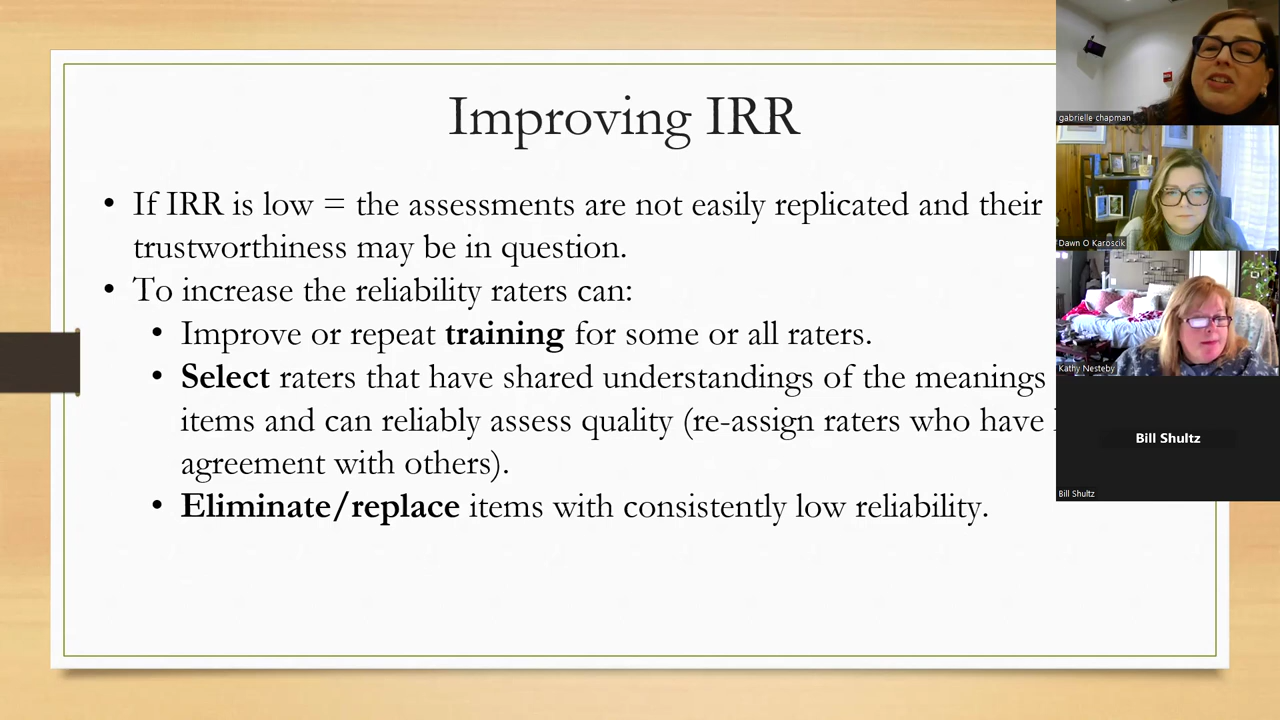 Improving IRR
• If IRR is low = the assessments are not easily replicated and their
trustworthiness may be in question.
• To increase the reliability raters can:
• Improve or repeat training for some or all raters.
• Select raters that have shared understandings of the meanings
items and can reliably assess quality (re-assign raters who have
agreement with others).
• Eliminate/replace items with consistently low reliability.
gabrielle chapman
Dawn O Karoscik
Kathy Nesteby
Bill Shultz
Bill Shultz